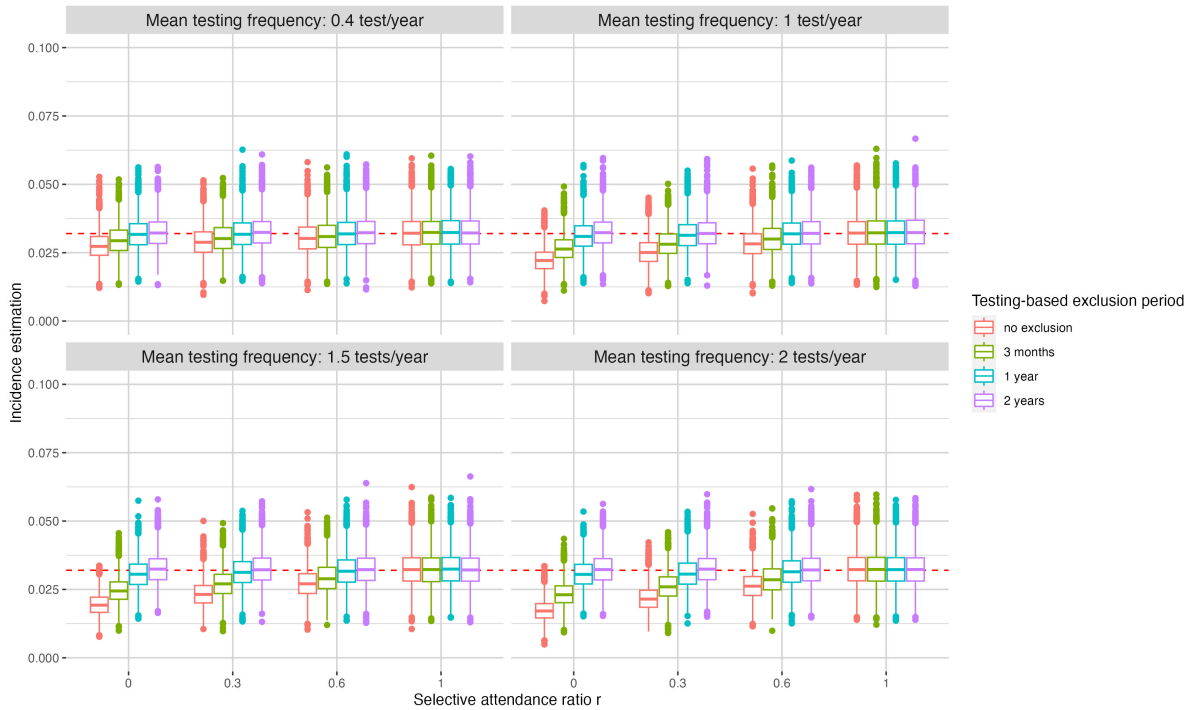 Mean testing frequency: 0.4 test/year
Mean testing frequency: 1 test/year
0.100
0.075
0.050
0.025
0.000
Mean testing frequency: 1.5 tests/year
Mean testing frequency: 2 tests/year
0.100
0.075
0.050
0.025
0.000
0
0.3
0.6
1
0
0.3
0.6
1
Selective attendance ratio r
Incidence estimation
Testing-based exclusion period
no exclusion
3 months
1 year
2 years